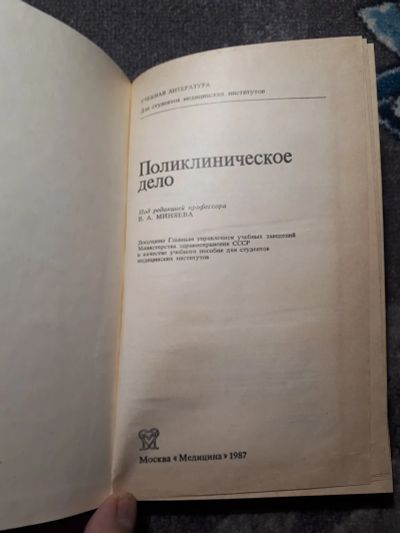 УЧЕБНАЯ ЛИТЕРАТУРА
Для студентов медицинских институтов
Поликлиническое
дело
Под редакцией профессора
В. А. МИНЯЕВА
Допущено Главным управлением учебных заведений
Министерства здравоохранения СССР
в качестве учебного пособия для студентов
медицинских институтов
М
Москва «Медицина» 1987